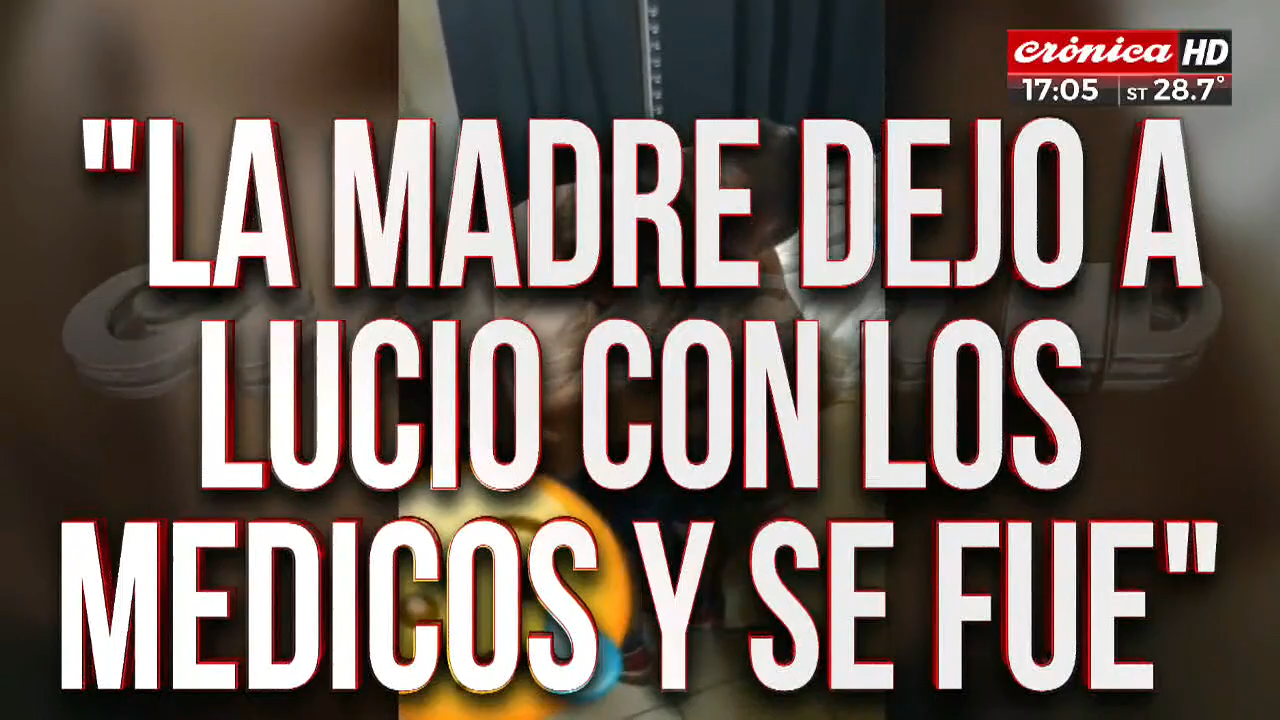 crónica HD
17:05 ST 28.7°
"LA MADRE DEJO A
LUCIO CON LOS
MEDICOS Y SE FUE"